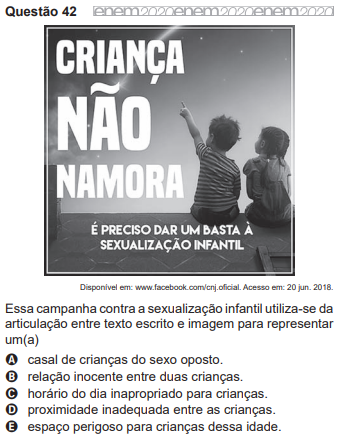 Questão 42
enem2020enem2020enem2020
CRIANÇA
NÃO
NAMORA
É PRECISO DAR UM BASTA À
SEXUALIZAÇÃO INFANTIL
Disponível em: www.facebook.com/cnj.oficial. Acesso em: 20 jun. 2018.
Essa campanha contra a sexualização infantil utiliza-se da
articulação entre texto escrito e imagem para representar
um(a)
A casal de crianças do sexo oposto.
B relação inocente entre duas crianças.
C horário do dia inapropriado para crianças.
D proximidade inadequada entre as crianças.
E espaço perigoso para crianças dessa idade.